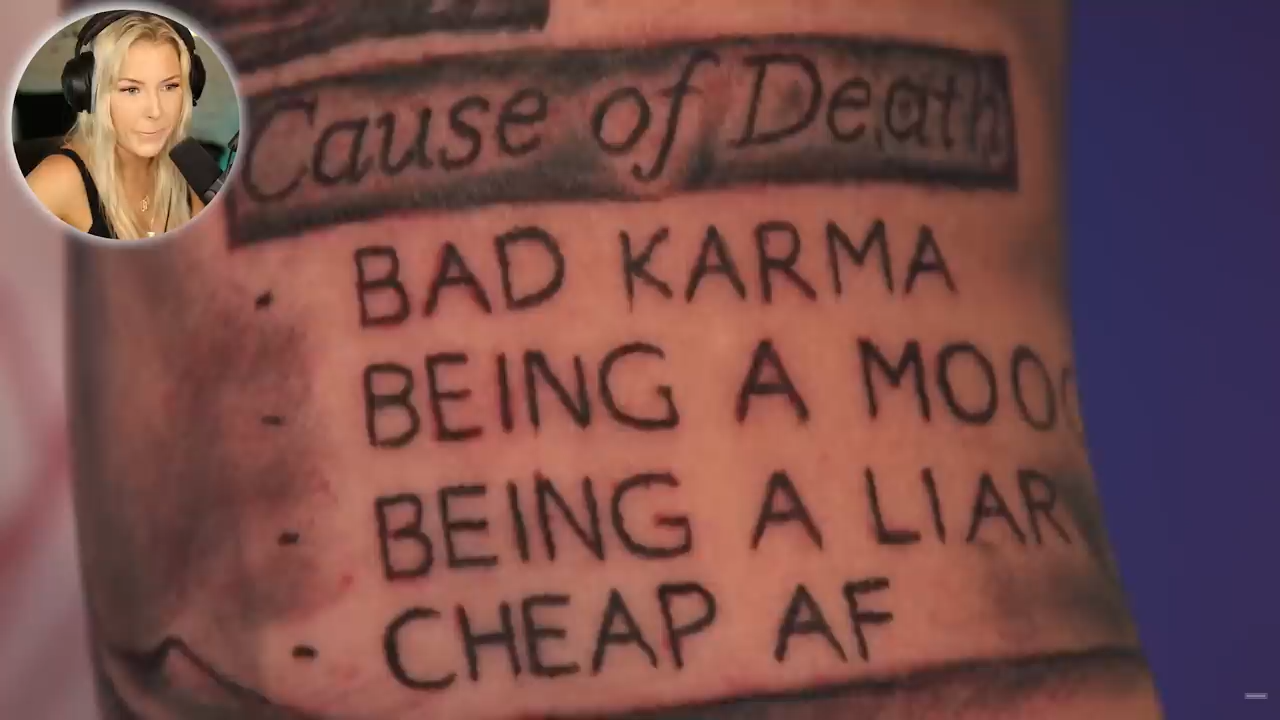 Cause of Death
· BAD KARMA
- BEING A
- BEING A LIAR
· CHEAP AF